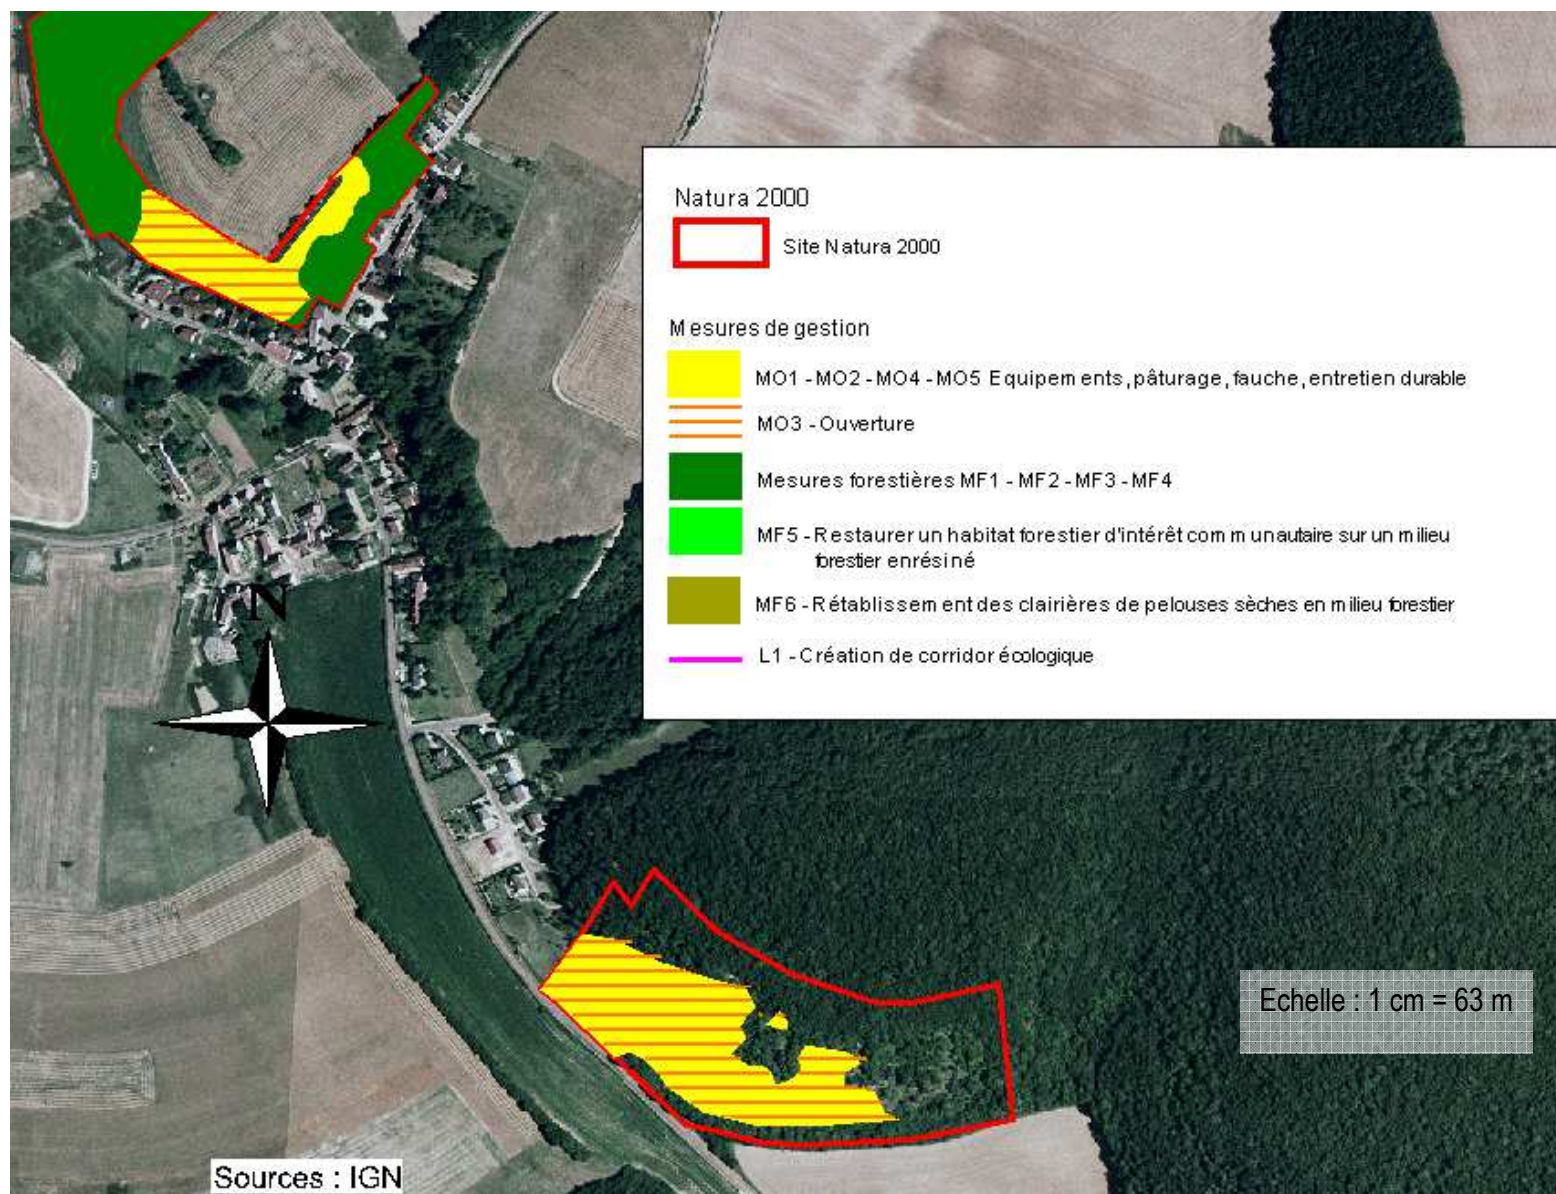 Natura 2000
Site Natura 2000
Mesures de gestion
MO1 - MO2 - MO4 - MO5 Equipements, pâturage, fauche, entretien durable
MO3 - Ouverture
Mesures forestières MF1 - MF2 - MF3 - MF4
MF5 - Restaurer un habitat forestier d'intérêt communautaire sur un milieu
forestier enrésiné
MF6 - Rétablissement des clairières de pelouses sèches en milieu forestier
L1 - Création de corridor écologique
N
Echelle : 1 cm = 63 m
Sources : IGN